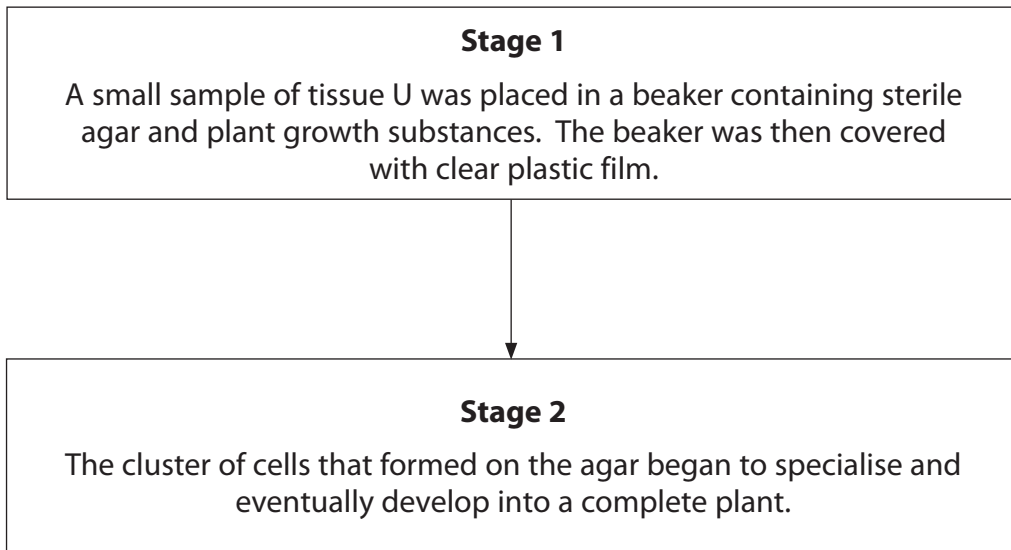 Stage 1
A small sample of tissue U was placed in a beaker containing sterile
agar and plant growth substances. The beaker was then covered
with clear plastic film.
Stage 2
The cluster of cells that formed on the agar began to specialise and
eventually develop into a complete plant.